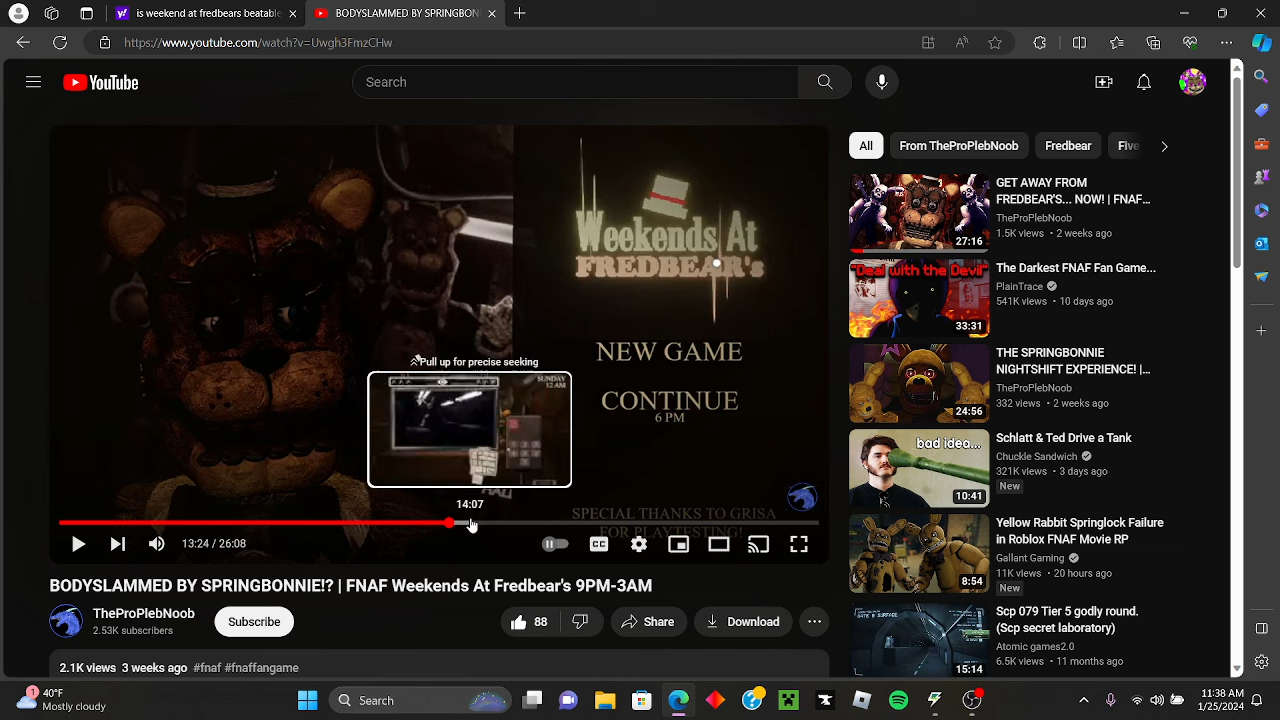 is weekend at fredbears beatable
BODYSLAMMED BY SPRINGBON
https://www.youtube.com/watch?v=Uwgh3FmzCHw
YouTube
Search
All
From TheProPlebNoob
Fredbear
Five
Weekends At
FREDBEAR's
NEW GAME
CONTINUE
6 PM
SPECIAL THANKS TO GRISA
FOR PLAYTESTING!
Pull up for precise seeking
SUNDAY
12 AM
14:07
13:24 / 26:08
CC
BODYSLAMMED BY SPRINGBONNIE!? | FNAF Weekends At Fredbear's 9PM-3AM
TheProPlebNoob
2.53K subscribers
Subscribe
88
Share
Download
2.1K views 3 weeks ago #fnaf #fnaffangame
27:16
GET AWAY FROM
FREDBEAR'S... NOW! | FNAF...
TheProPlebNoob
1.5K views • 2 weeks ago
"Deal with the Devil"
33:31
The Darkest FNAF Fan Game...
PlainTrace
541K views • 10 days ago
24:56
THE SPRINGBONNIE
NIGHTSHIFT EXPERIENCE! |...
TheProPlebNoob
332 views • 2 weeks ago
bad idea...
10:41
Schlatt & Ted Drive a Tank
Chuckle Sandwich
321K views • 3 days ago
New
8:54
Yellow Rabbit Springlock Failure
in Roblox FNAF Movie RP
Gallant Gaming
11K views • 20 hours ago
New
15:14
Scp 079 Tier 5 godly round.
(Scp secret laboratory)
Atomic games2.0
6.5K views • 11 months ago
1
40°F
Mostly cloudy
Search
11:38 AM
1/25/2024